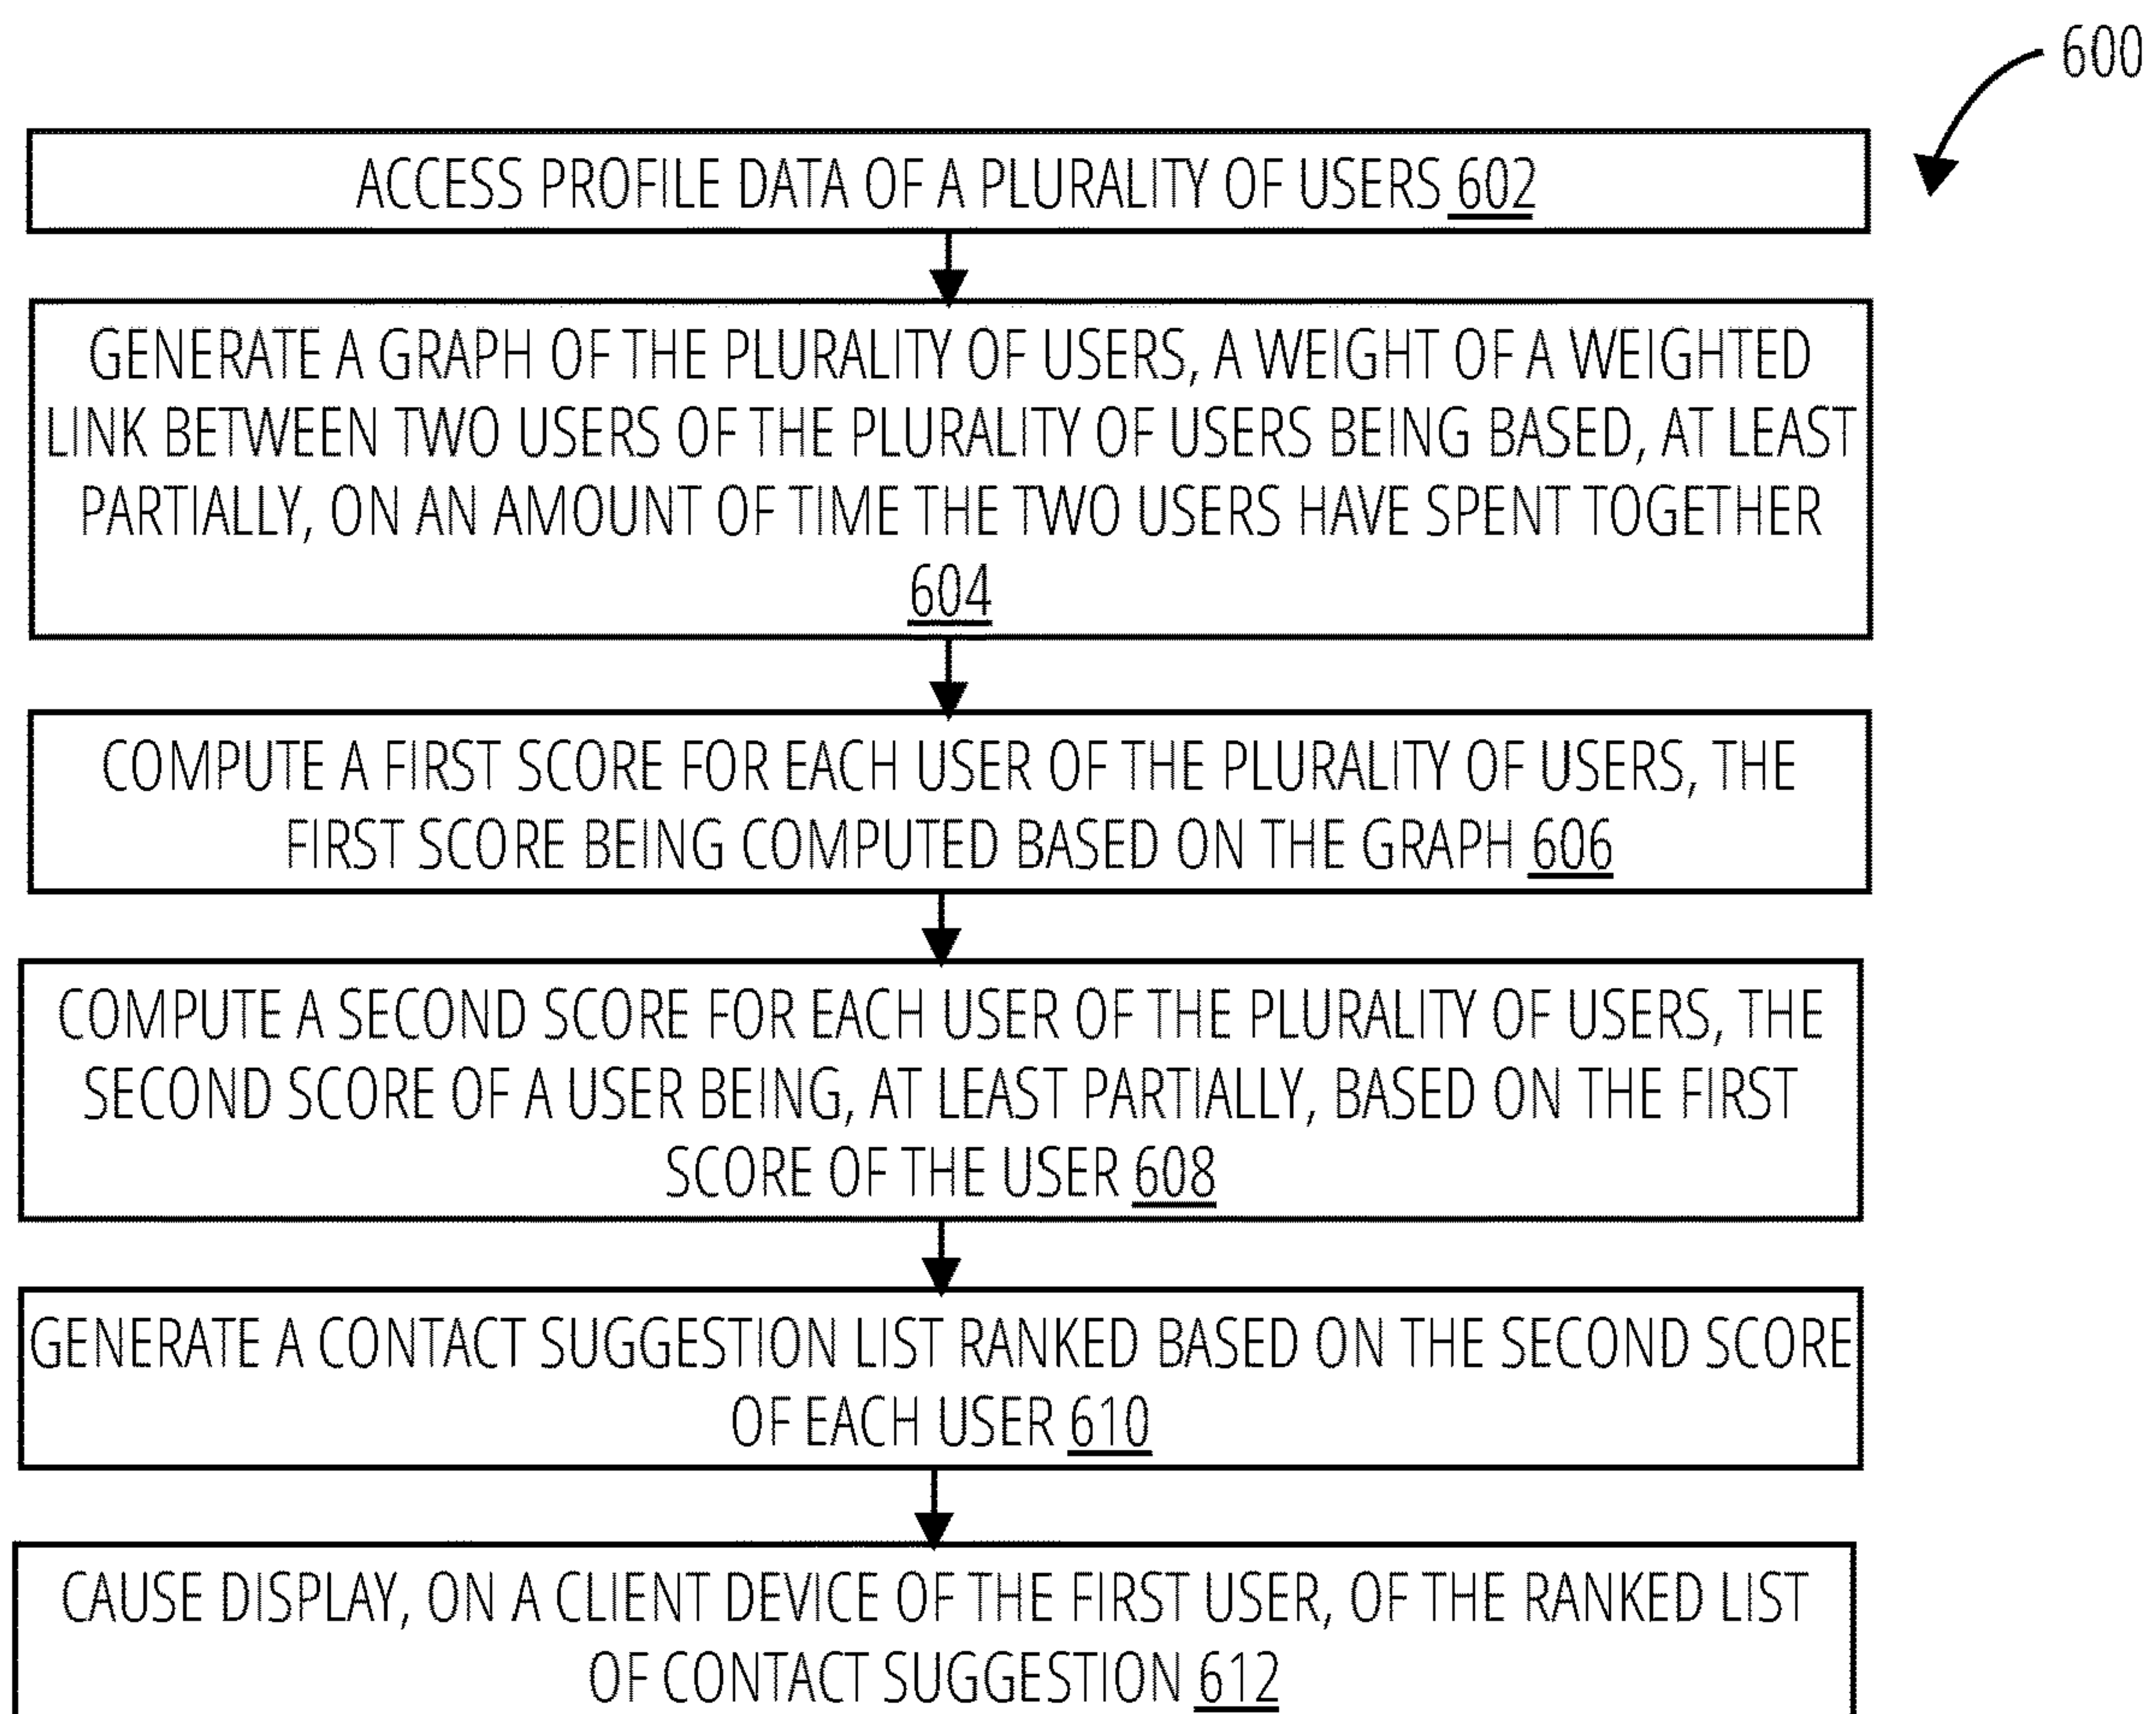 600
ACCESS PROFILE DATA OF A PLURALITY OF USERS 602
GENERATE A GRAPH OF THE PLURALITY OF USERS, A WEIGHT OF A WEIGHTED
LINK BETWEEN TWO USERS OF THE PLURALITY OF USERS BEING BASED, AT LEAST
PARTIALLY, ON AN AMOUNT OF TIME THE TWO USERS HAVE SPENT TOGETHER
604
COMPUTE A FIRST SCORE FOR EACH USER OF THE PLURALITY OF USERS, THE
FIRST SCORE BEING COMPUTED BASED ON THE GRAPH 606
COMPUTE A SECOND SCORE FOR EACH USER OF THE PLURALITY OF USERS, THE
SECOND SCORE OF A USER BEING, AT LEAST PARTIALLY, BASED ON THE FIRST
SCORE OF THE USER 608
GENERATE A CONTACT SUGGESTION LIST RANKED BASED ON THE SECOND SCORE
OF EACH USER 610
CAUSE DISPLAY, ON A CLIENT DEVICE OF THE FIRST USER, OF THE RANKED LIST
OF CONTACT SUGGESTION 612